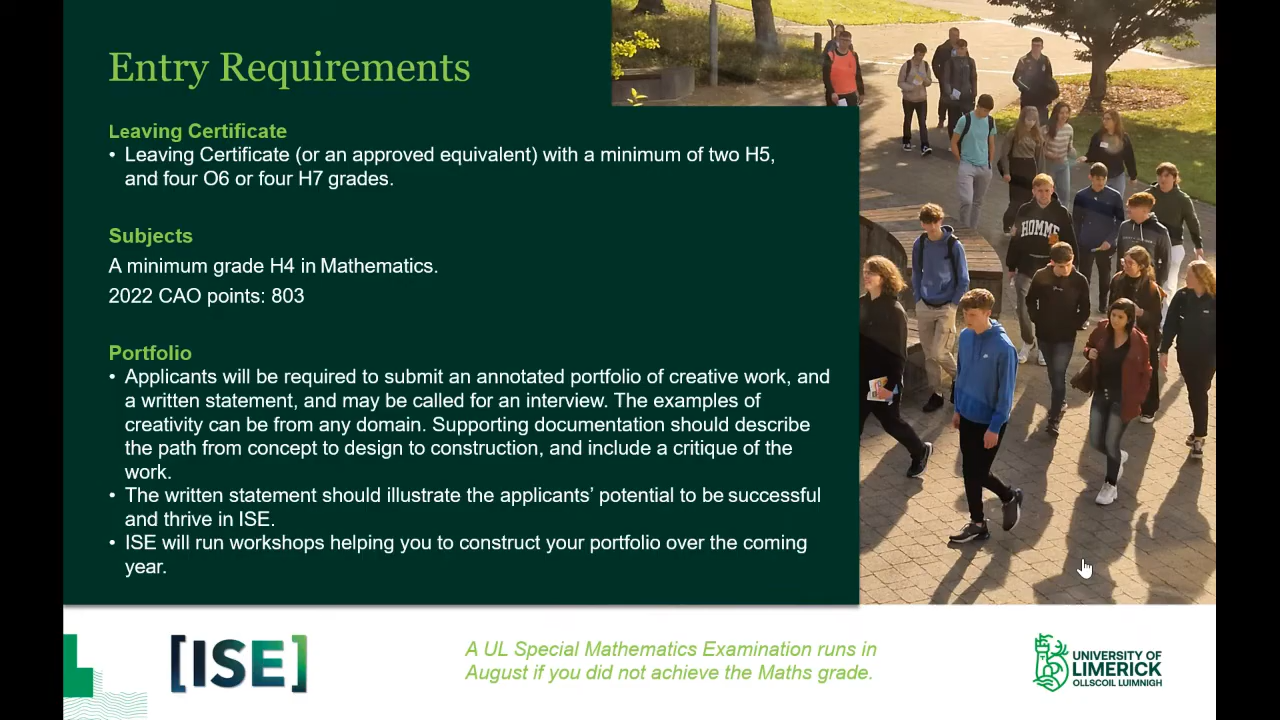 Entry Requirements
Leaving Certificate
• Leaving Certificate (or an approved equivalent) with a minimum of two H5,
and four O6 or four H7 grades.
Subjects
A minimum grade H4 in Mathematics.
2022 CAO points: 803
Portfolio
• Applicants will be required to submit an annotated portfolio of creative work, and
a written statement, and may be called for an interview. The examples of
creativity can be from any domain. Supporting documentation should describe
the path from concept to design to construction, and include a critique of the
work.
• The written statement should illustrate the applicants’ potential to be successful
and thrive in ISE.
• ISE will run workshops helping you to construct your portfolio over the coming
year.
HOMME
[ISE]
A UL Special Mathematics Examination runs in
August if you did not achieve the Maths grade.
UNIVERSITY OF
LIMERICK
OLLSCOIL LUIMNIGH